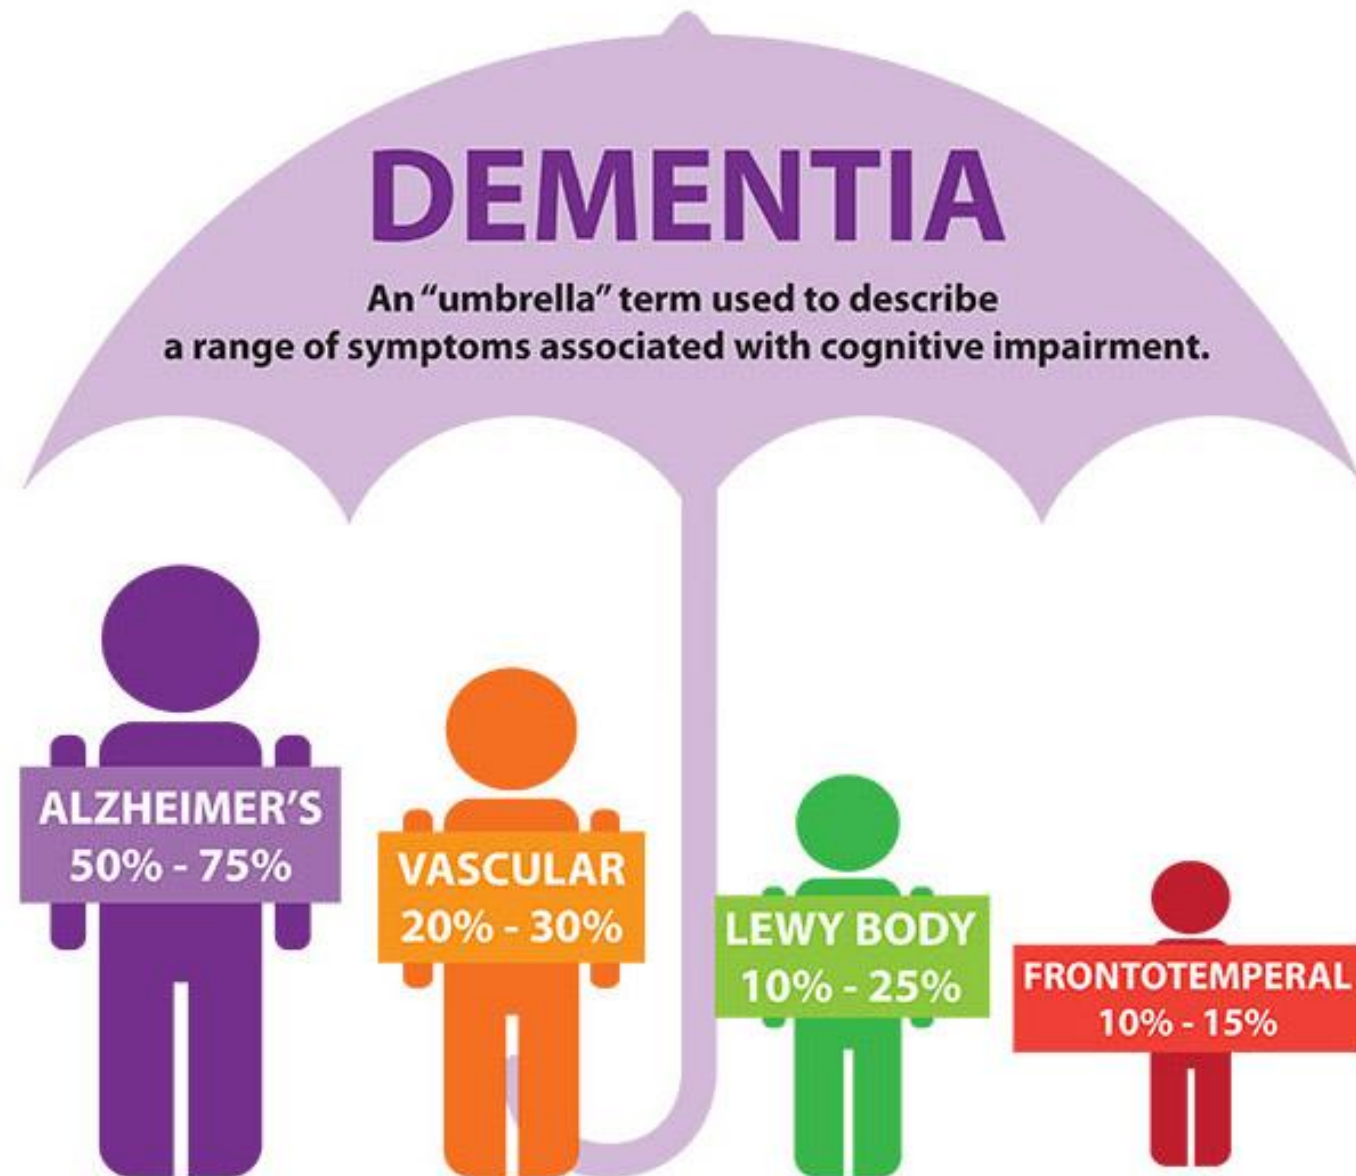 DEMENTIA
An “umbrella” term used to describe
a range of symptoms associated with cognitive impairment.
ALZHEIMER’S
50% - 75%
VASCULAR
20% - 30%
LEWY BODY
10% - 25%
FRONTOTEMPERAL
10% - 15%